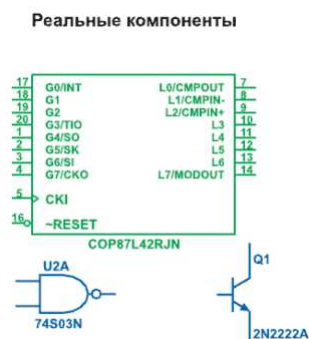 Реальные компоненты
17 G0/INT L0/CMPOUT 7
18 G1 L1/CMPIN- 8
19 G2 L2/CMPIN+ 9
20 G3/TIO L3 10
1 G4/SO L4 11
2 G5/SK L5 12
3 G6/SI L6 13
4 G7/CKO L7/MODOUT 14
5 CKI
16 ~RESET
COP87L42RJN
U2A
74S03N
Q1
2N2222A